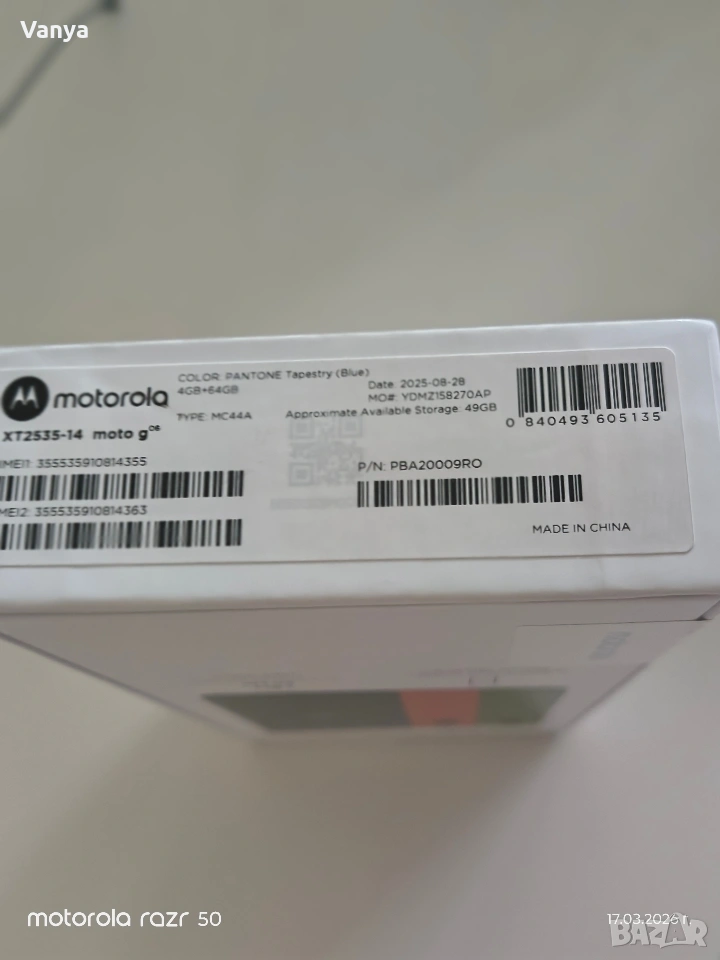 Vanya
motorola
COLOR: PANTONE Tapestry (Blue)
4GB+64GB
Date: 2025-08-28
MO#: YDMZ158270AP
TYPE: MC44A
Approximate Available Storage: 49GB
0 840493 605135
XT2535-14 moto g06
IMEI1: 355535910814355
P/N: PBA20009RO
IMEI2: 355535910814363
MADE IN CHINA
motorola razr 50
17.03.2026 г.
BAZAR